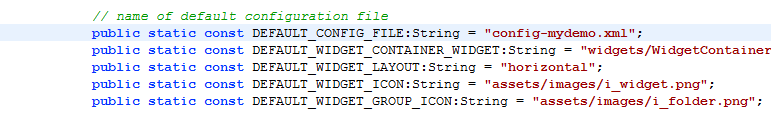 // name of default configuration file
public static const DEFAULT_CONFIG_FILE:String = "config-mydemo.xml";
public static const DEFAULT_WIDGET_CONTAINER_WIDGET:String = "widgets/WidgetContainer
public static const DEFAULT_WIDGET_LAYOUT:String = "horizontal";
public static const DEFAULT_WIDGET_ICON:String = "assets/images/i_widget.png";
public static const DEFAULT_WIDGET_GROUP_ICON:String = "assets/images/i_folder.png";